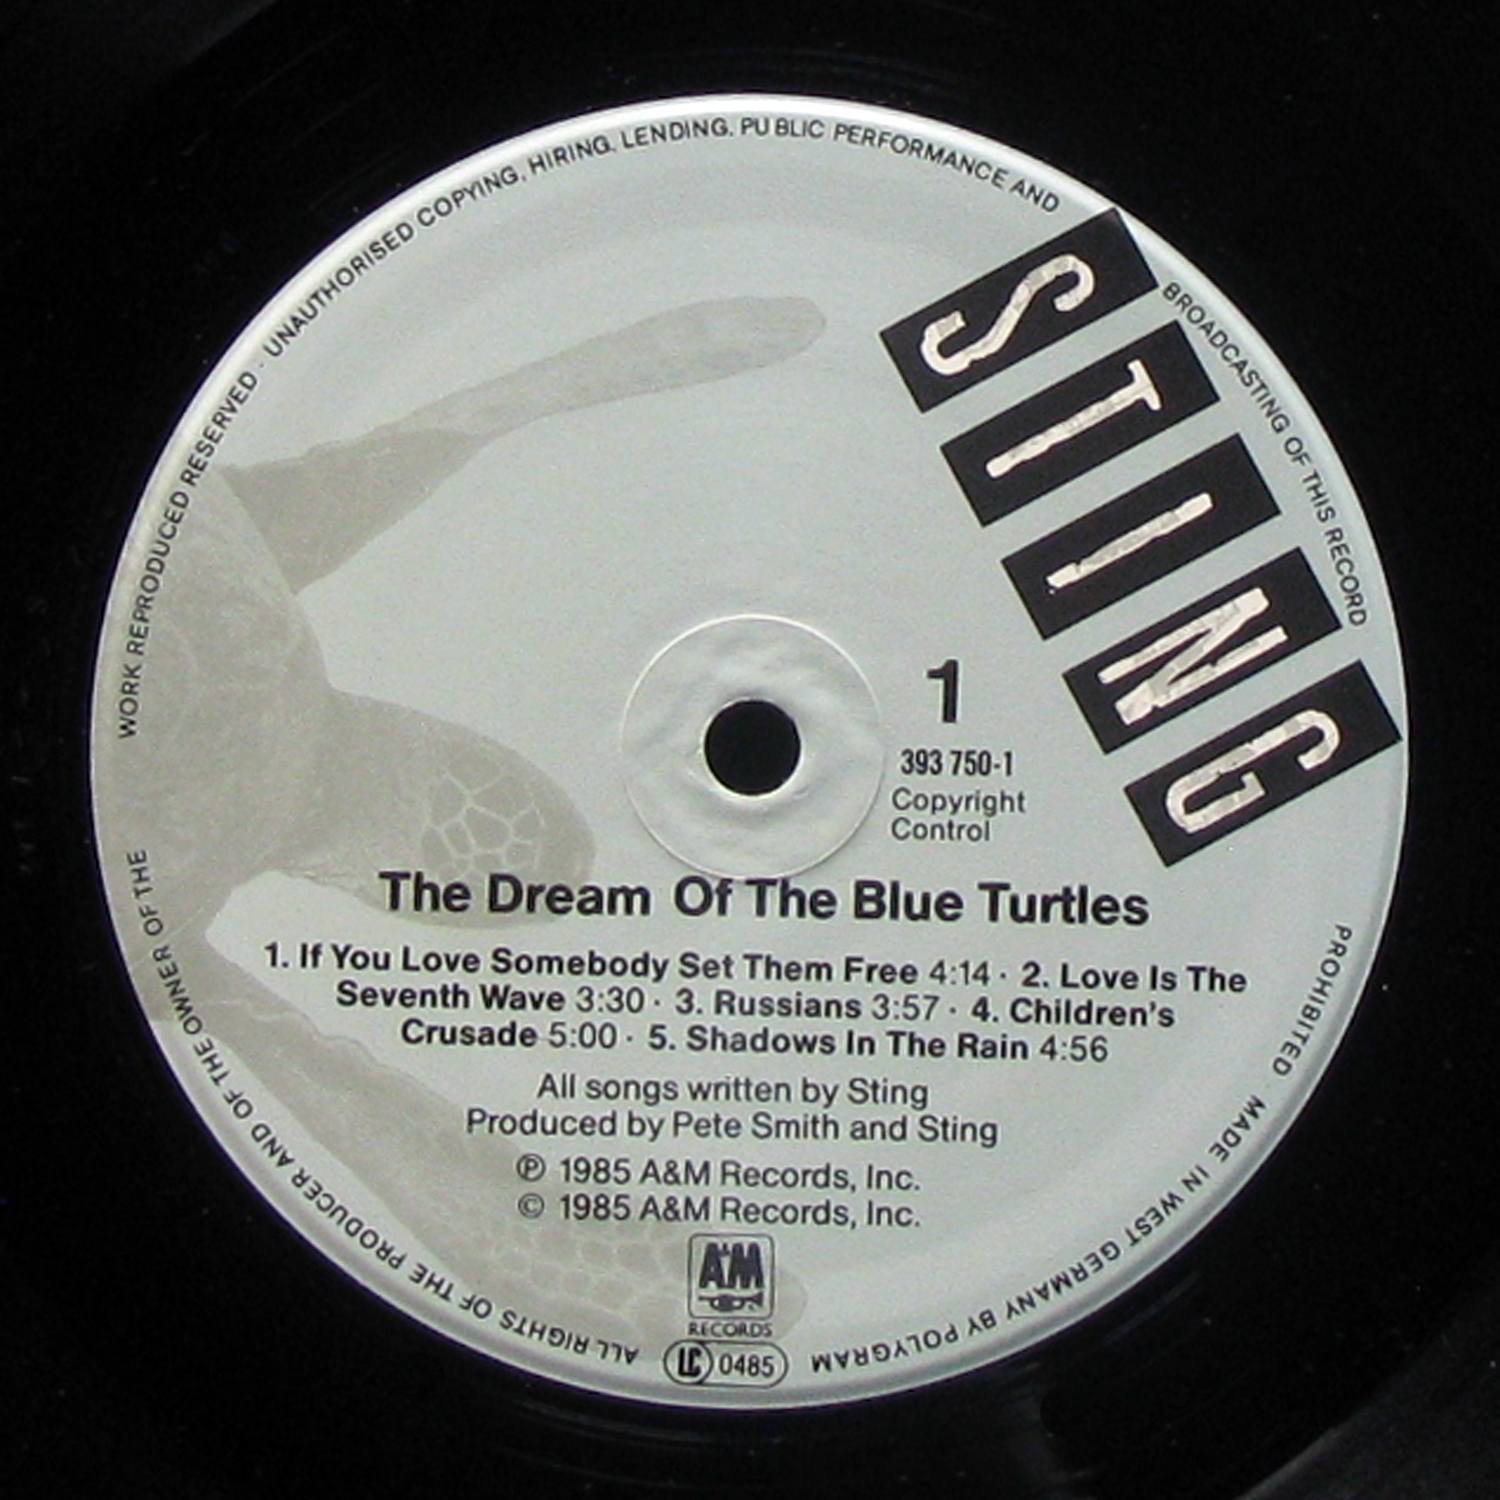 WORK REPRODUCED RESERVED · UNAUTHORISED COPYING, HIRING, LENDING, PUBLIC PERFORMANCE AND
BROADCASTING OF THIS RECORD
PROHIBITED
MADE IN WEST GERMANY BY POLYGRAM
ALL RIGHTS OF THE PRODUCER AND OF THE OWNER OF THE
STING
1
393 750-1
Copyright
Control
The Dream Of The Blue Turtles
1. If You Love Somebody Set Them Free 4:14 · 2. Love Is The
Seventh Wave 3:30 · 3. Russians 3:57 · 4. Children's
Crusade 5:00 · 5. Shadows In The Rain 4:56
All songs written by Sting
Produced by Pete Smith and Sting
℗ 1985 A&M Records, Inc.
© 1985 A&M Records, Inc.
A&M
RECORDS
LC 0485